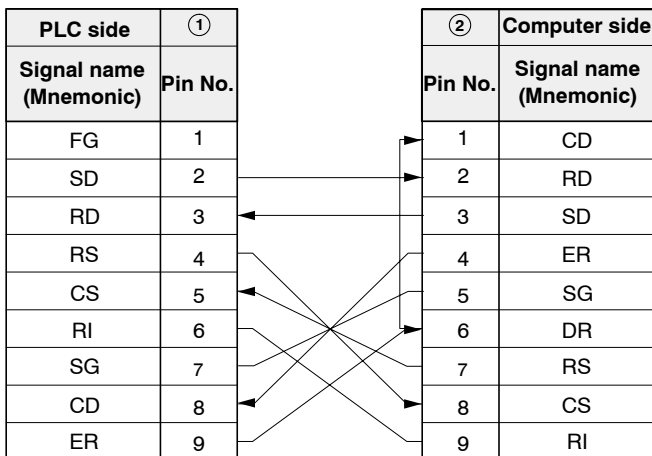 PLC side ① ② Computer side
Signal name Pin No. Pin No. Signal name
(Mnemonic) (Mnemonic)
FG 1 1 CD
SD 2 2 RD
RD 3 3 SD
RS 4 4 ER
CS 5 5 SG
RI 6 6 DR
SG 7 7 RS
CD 8 8 CS
ER 9 9 RI